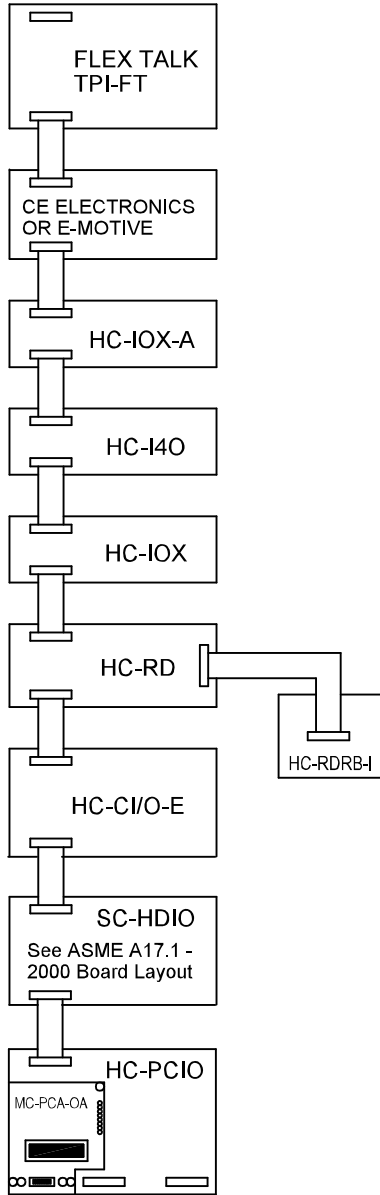 FLEX TALK
TPI-FT
CE ELECTRONICS
OR E-MOTIVE
HC-IOX-A
HC-I4O
HC-IOX
HC-RD
HC-RDRB-I
HC-CI/O-E
SC-HDIO
See ASME A17.1 -
2000 Board Layout
HC-PCIO
MC-PCA-OA